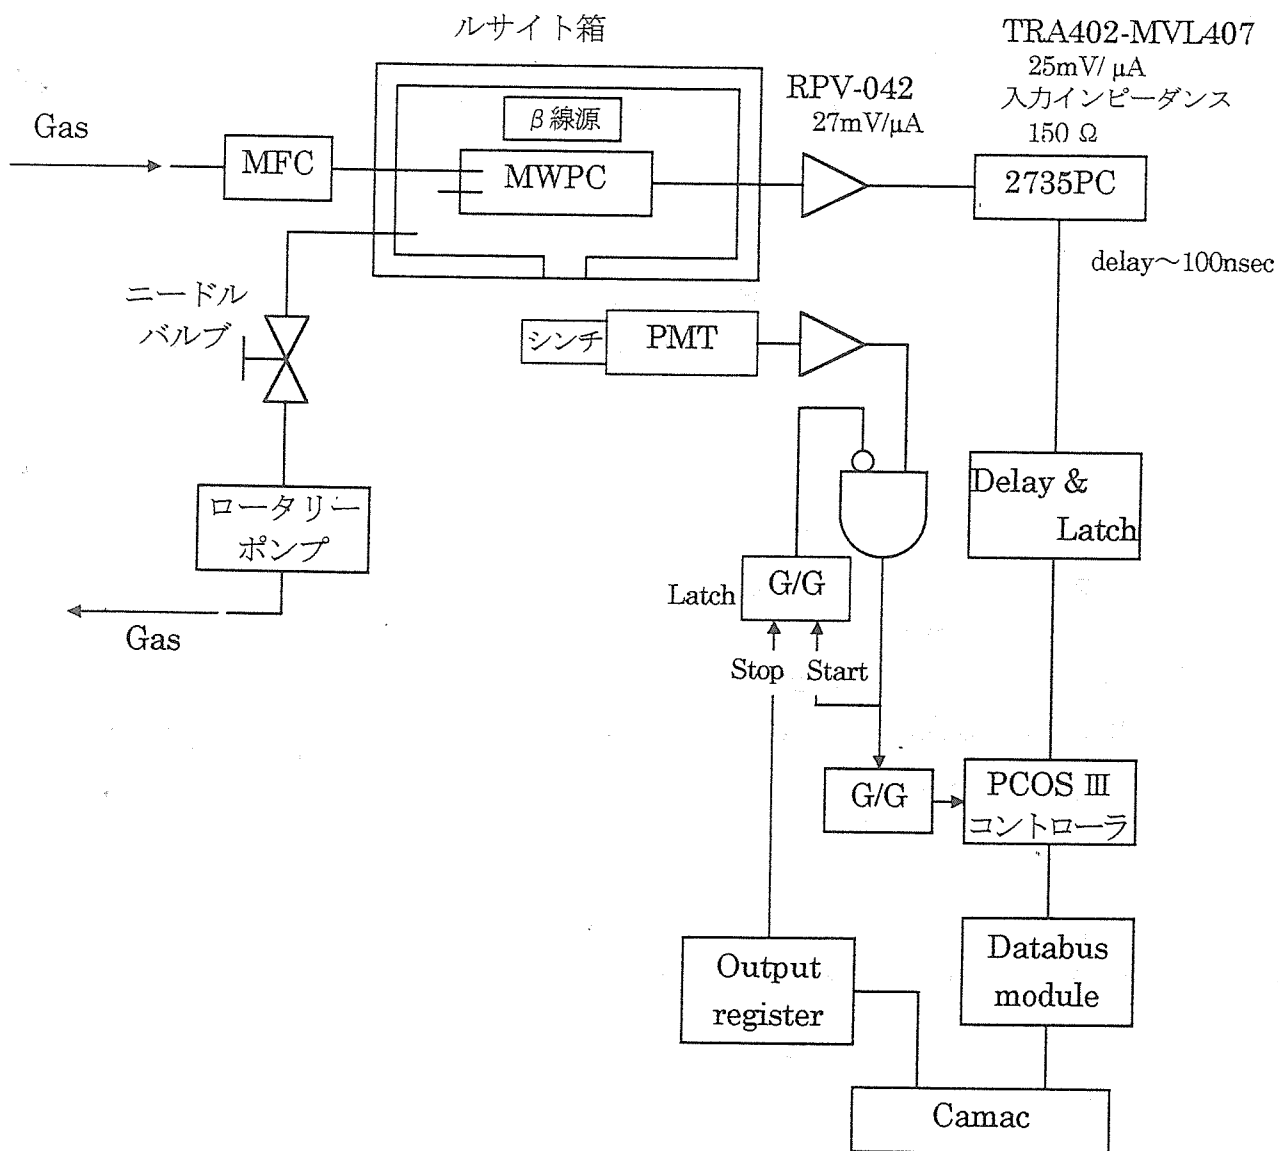 ルサイト箱
TRA402-MVL407
25mV/ μA
入力インピーダンス
150 Ω
RPV-042
27mV/μA
Gas
β線源
MFC
MWPC
2735PC
delay～100nsec
ニードル
バルブ
シンチ
PMT
Delay &
Latch
ロータリー
ポンプ
Gas
Latch
G/G
Stop
Start
G/G
PCOS Ⅲ
コントローラ
Output
register
Databus
module
Camac